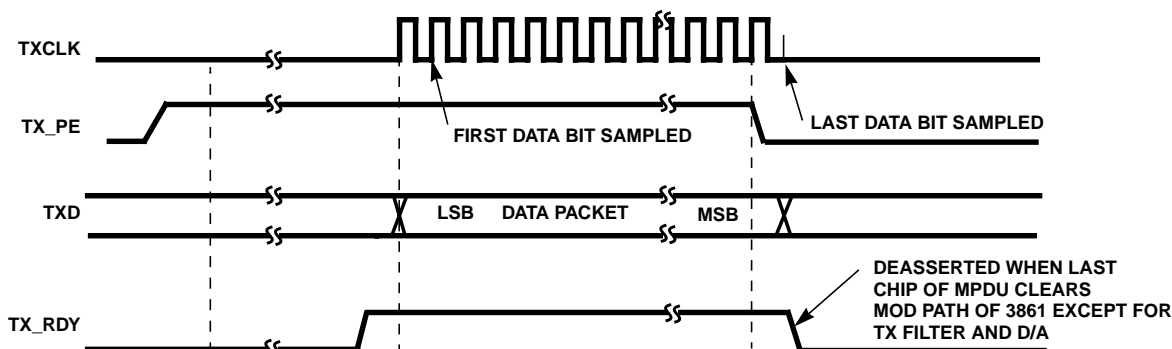 TXCLK
FIRST DATA BIT SAMPLED
LAST DATA BIT SAMPLED
TX_PE
TXD
LSB DATA PACKET MSB
DEASSERTED WHEN LAST
CHIP OF MPDU CLEARS
MOD PATH OF 3861 EXCEPT FOR
TX FILTER AND D/A
TX_RDY